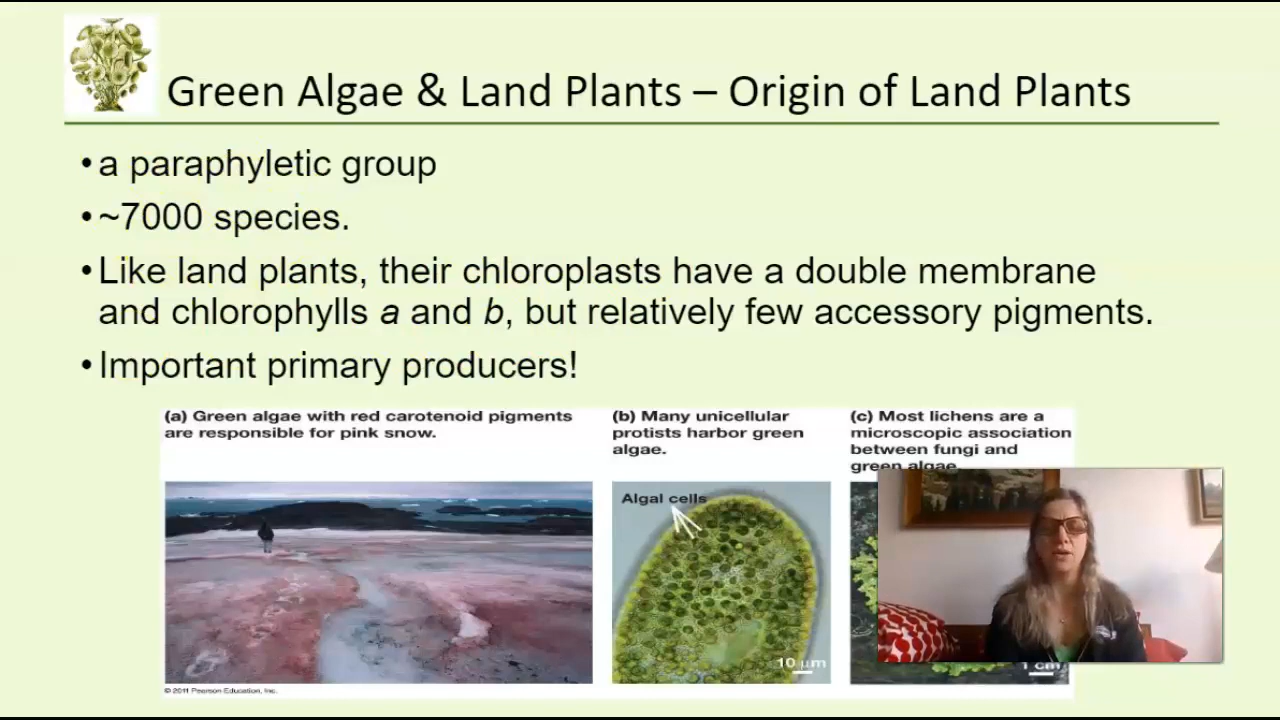 Green Algae & Land Plants – Origin of Land Plants
•a paraphyletic group
•~7000 species.
•Like land plants, their chloroplasts have a double membrane
and chlorophylls a and b, but relatively few accessory pigments.
•Important primary producers!
(a) Green algae with red carotenoid pigments
are responsible for pink snow.
(b) Many unicellular
protists harbor green
algae.
(c) Most lichens are a
microscopic association
between fungi and
green algae
Algal cells
10 µm
1 cm
© 2011 Pearson Education, Inc.